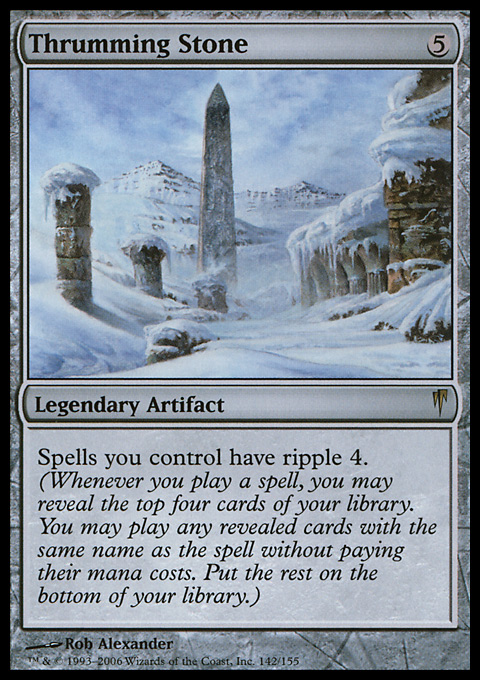 Thrumming Stone 5
Legendary Artifact
Spells you control have ripple 4.
(Whenever you play a spell, you may
reveal the top four cards of your library.
You may play any revealed cards with the
same name as the spell without paying
their mana costs. Put the rest on the
bottom of your library.)
Rob Alexander
™ & © 1993–2006 Wizards of the Coast, Inc. 142/155